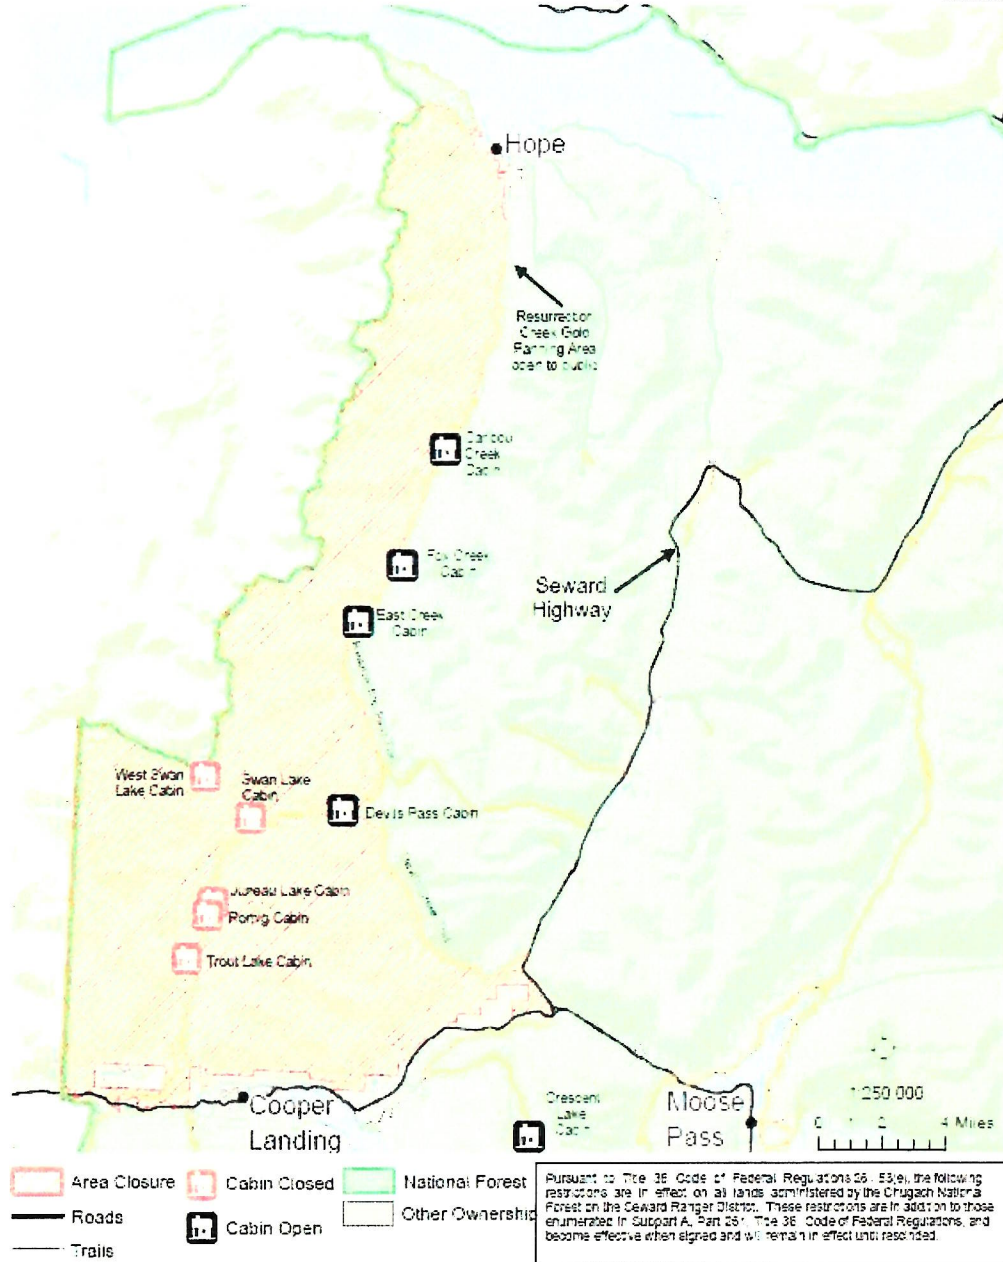 Hope
Resurrection
Creek Gold
Panning Area
open to public
Caribou
Creek
Cabin
Fox Creek
Cabin
Seward
Highway
East Creek
Cabin
West Swan
Lake Cabin
Swan Lake
Cabin
Devils Pass Cabin
Juneau Lake Cabin
Romig Cabin
Trout Lake Cabin
1:250,000
0 2 4 Miles
Cooper
Landing
Crescent
Lake
Cabin
Moose
Pass
Area Closure
Cabin Closed
National Forest
Roads
Cabin Open
Other Ownership
Trails
Pursuant to Title 36 Code of Federal Regulations the following
restrictions are in effect on all lands administered by the Chugach National
Forest on the Seward Ranger District. These restrictions are in addition to those
enumerated in Subpart A, Part 261, Title 36, Code of Federal Regulations, and
become effective when signed and will remain in effect until rescinded.